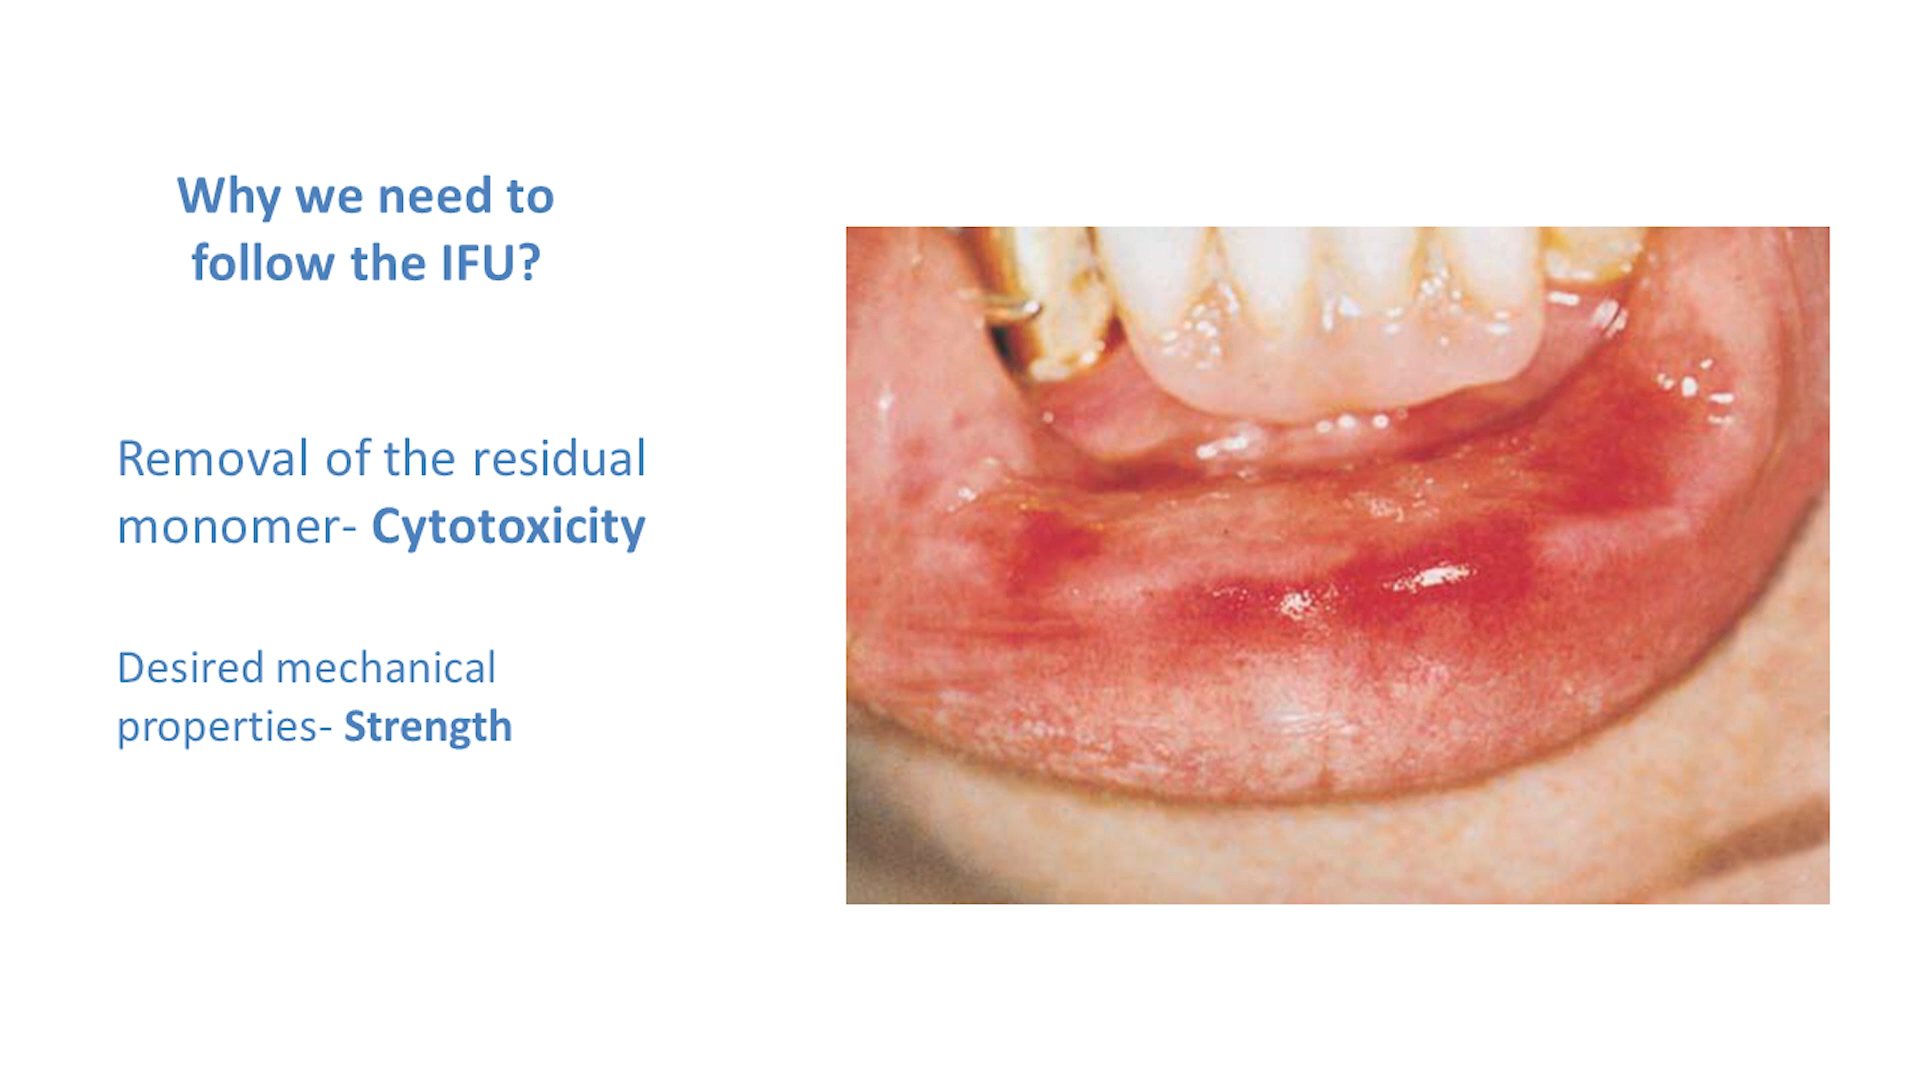 Why we need to
follow the IFU?
Removal of the residual
monomer- Cytotoxicity
Desired mechanical
properties- Strength